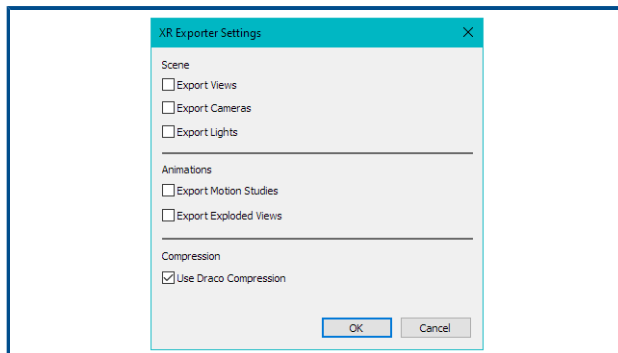 XR Exporter Settings
Scene
Export Views
Export Cameras
Export Lights
Animations
Export Motion Studies
Export Exploded Views
Compression
Use Draco Compression
OK Cancel